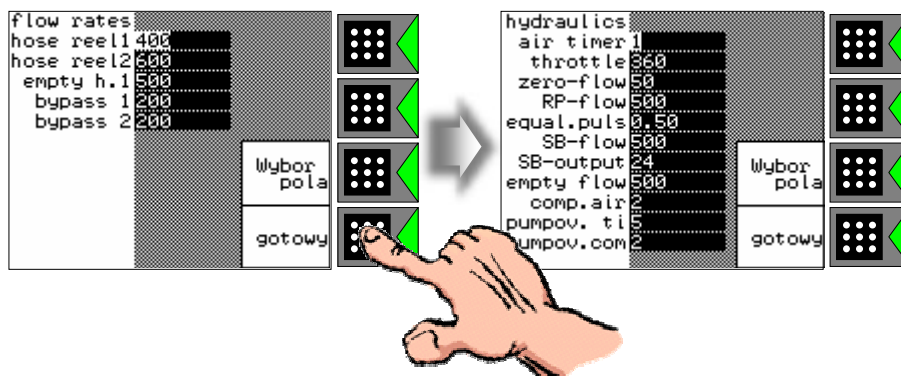 flow rates
hose reel1 400
hose reel2 600
empty h.1 500
bypass 1 200
bypass 2 200
Wybor
pola
gotowy
hydraulics
air timer 1
throttle 360
zero-flow 50
RP-flow 500
equal.puls 0.50
SB-flow 500
SB-output 24
empty flow 500
comp.air 2
pumpov. ti 5
umpov.com 2
Wybor
pola
gotowy